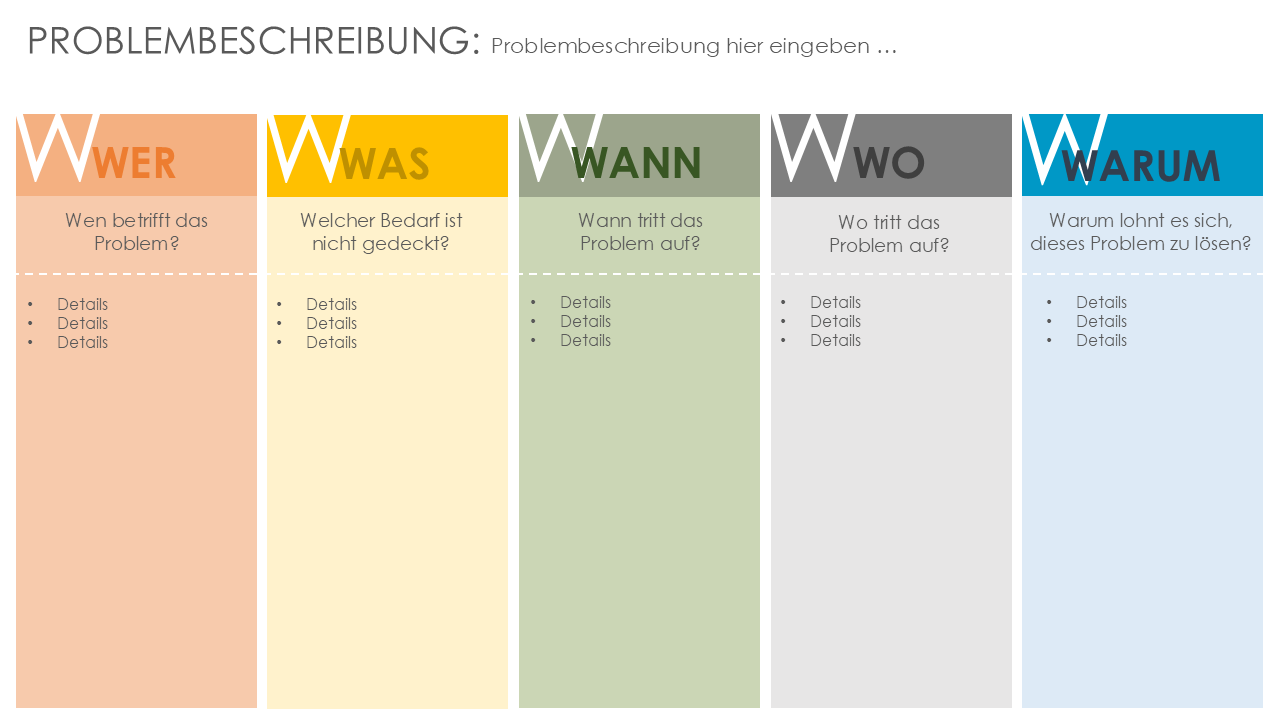 PROBLEMBESCHREIBUNG: Problembeschreibung hier eingeben …
W WER
Wen betrifft das
Problem?
• Details
• Details
• Details
W WAS
Welcher Bedarf ist
nicht gedeckt?
• Details
• Details
• Details
W WANN
Wann tritt das
Problem auf?
• Details
• Details
• Details
W WO
Wo tritt das
Problem auf?
• Details
• Details
• Details
W WARUM
Warum lohnt es sich,
dieses Problem zu lösen?
• Details
• Details
• Details